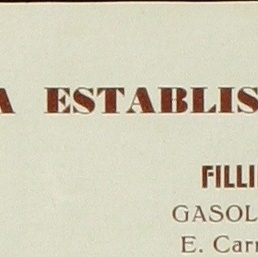 A ESTABLIS
FILLI
GASOL
E. Carr